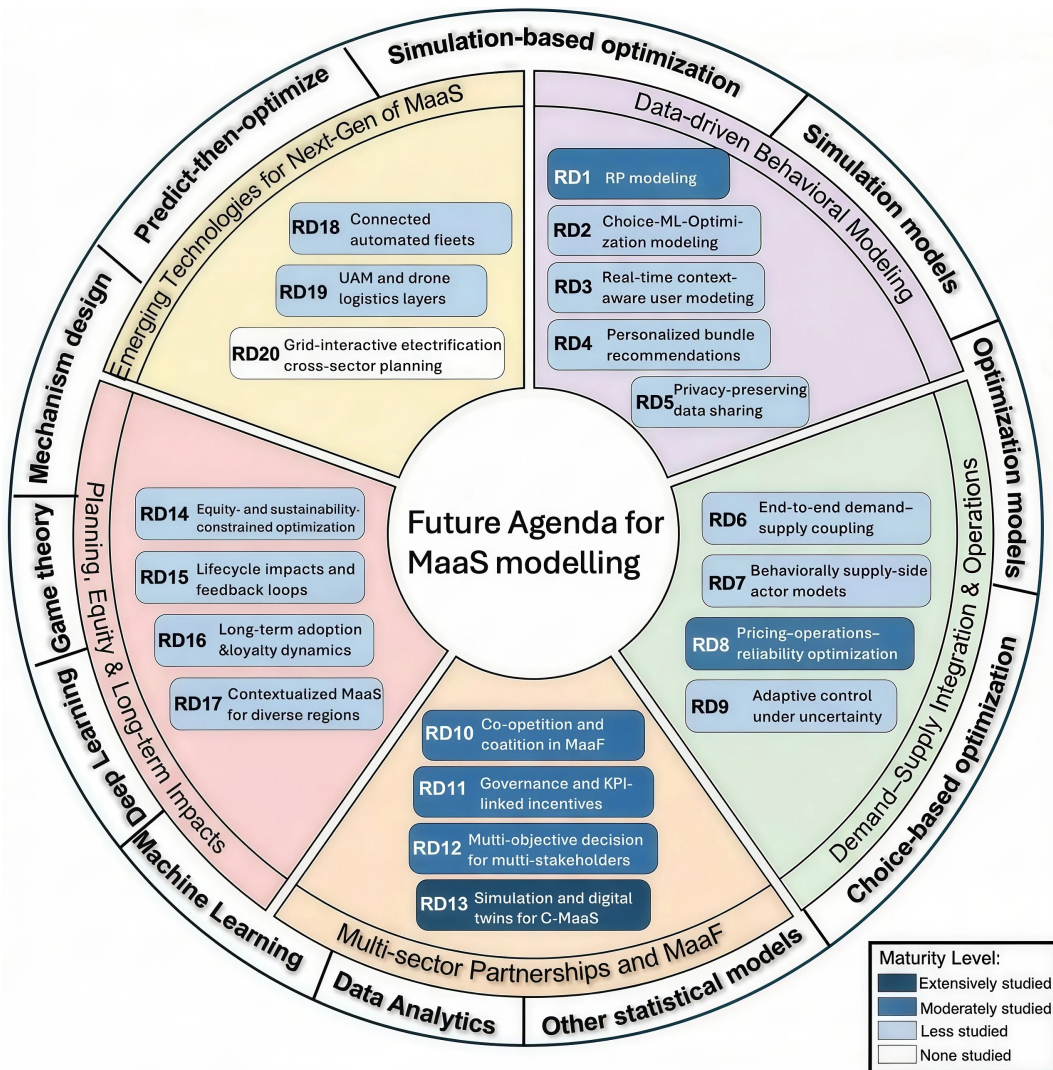 Simulation-based optimization
Simulation models
Optimization models
Choice-based optimization
Other statistical models
Data Analytics
Machine Learning
Deep Learning
Game theory
Mechanism design
Predict-then-optimize
Data-driven Behavioral Modeling
RD1 RP modeling
RD2 Choice-ML-Optimi-
zation modeling
RD3 Real-time context-
aware user modeling
RD4 Personalized bundle
recommendations
RD5 Privacy-preserving
data sharing
Demand–Supply Integration & Operations
RD6 End-to-end demand–
supply coupling
RD7 Behaviorally supply-side
actor models
RD8 Pricing–operations–
reliability optimization
RD9 Adaptive control
under uncertainty
Multi-sector Partnerships and MaaF
RD10 Co-opetition and
coatition in MaaF
RD11 Governance and KPI-
linked incentives
RD12 Mutti-objective decision
for mutti-stakeholders
RD13 Simulation and digital
twins for C-MaaS
Planning, Equity & Long-term Impacts
RD14 Equity- and sustainability-
constrained optimization
RD15 Lifecycle impacts and
feedback loops
RD16 Long-term adoption
&loyalty dynamics
RD17 Contextualized MaaS
for diverse regions
Emerging Technologies for Next-Gen of MaaS
RD18 Connected
automated fleets
RD19 UAM and drone
logistics layers
RD20 Grid-interactive electrification
cross-sector planning
Future Agenda for
MaaS modelling
Maturity Level:
Extensively studied
Moderately studied
Less studied
None studied